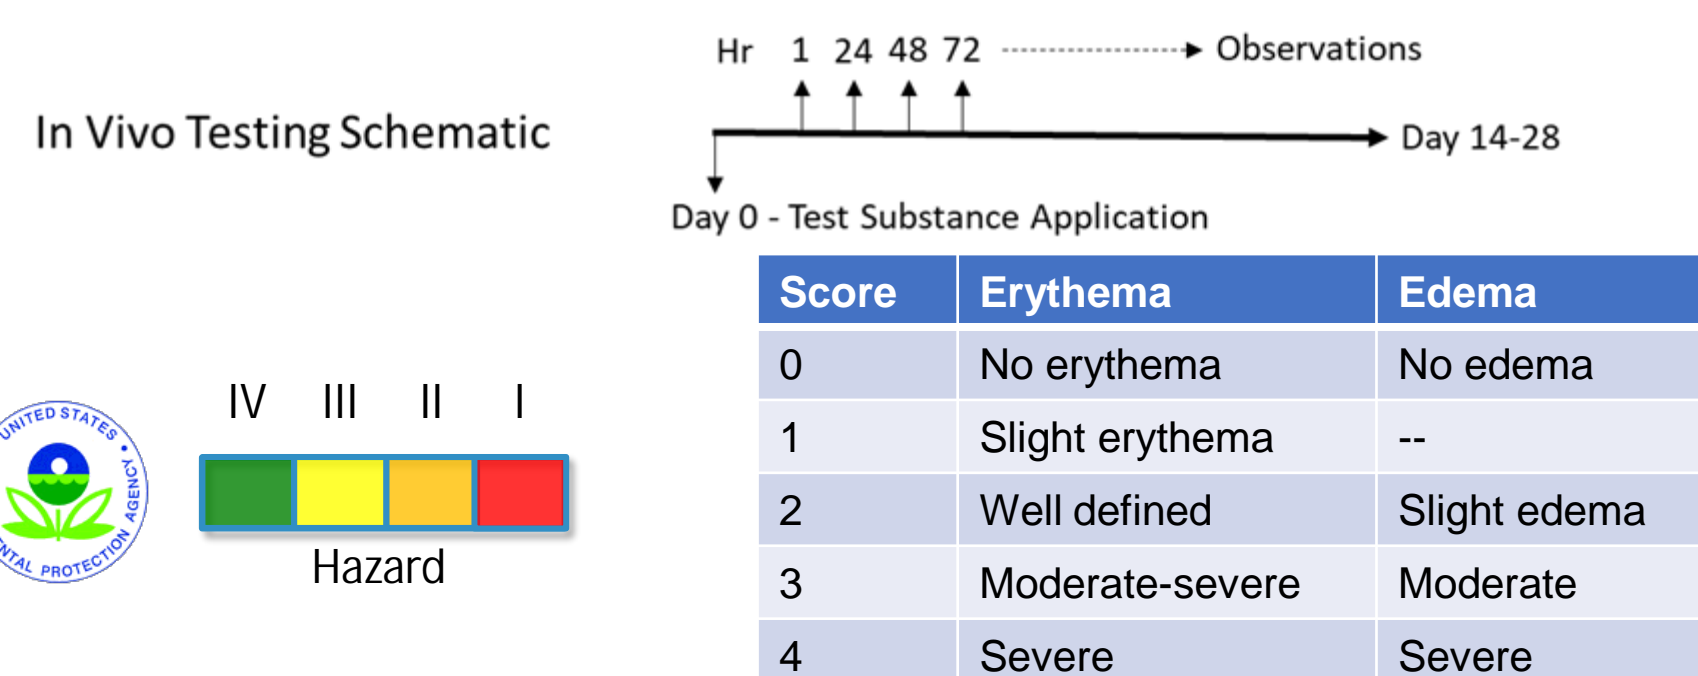 Hr 1 24 48 72 Observations
In Vivo Testing Schematic
Day 14-28
Day 0 - Test Substance Application
Score Erythema Edema
0 No erythema No edema
1 Slight erythema --
2 Well defined Slight edema
3 Moderate-severe Moderate
4 Severe Severe
IV III II I
Hazard
UNITED STATES • AGENCY
NTAL PROTECTION